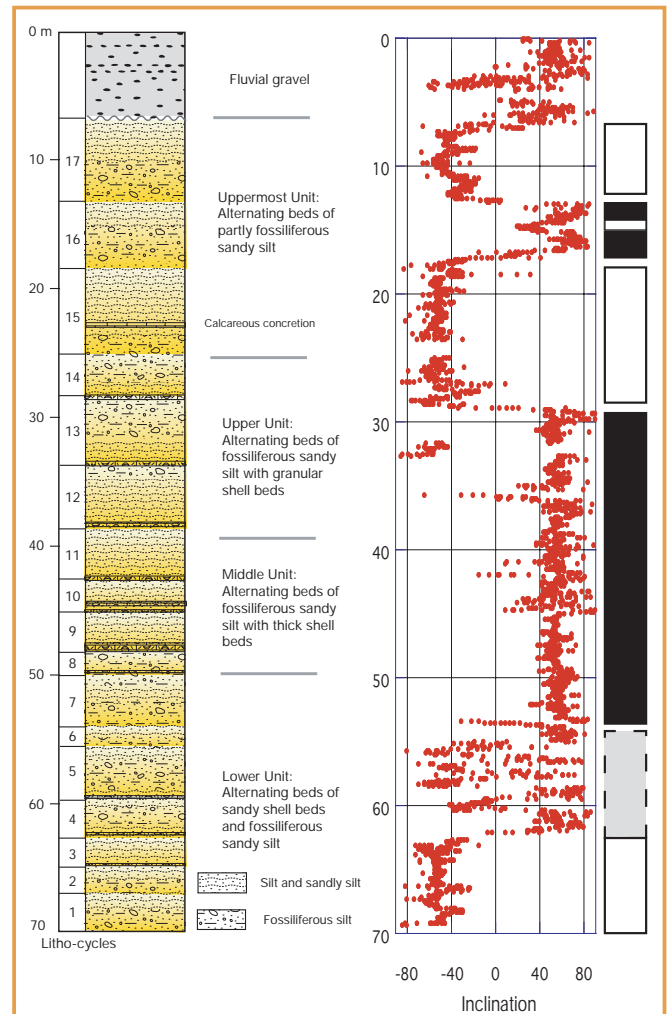 0 m
10
20
30
40
50
60
70
17
16
15
14
13
12
11
10
9
8
7
6
5
4
3
2
1
Litho-cycles
Fluvial gravel
Uppermost Unit:
Alternating beds of
partly fossiliferous
sandy silt
Calcareous concretion
Upper Unit:
Alternating beds of
fossiliferous sandy
silt with granular
shell beds
Middle Unit:
Alternating beds of
fossiliferous sandy
silt with thick shell
beds
Lower Unit:
Alternating beds of
sandy shell beds
and fossiliferous
sandy silt
Silt and sandly silt
Fossiliferous silt
0
10
20
30
40
50
60
70
-80 -40 0 40 80
Inclination